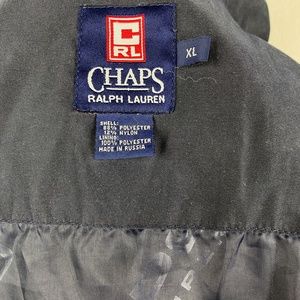 C
RL
CHAPS
RALPH LAUREN
XL
SHELL:
88% POLYESTER
12% NYLON
LINING:
100% POLYESTER
MADE IN RUSSIA